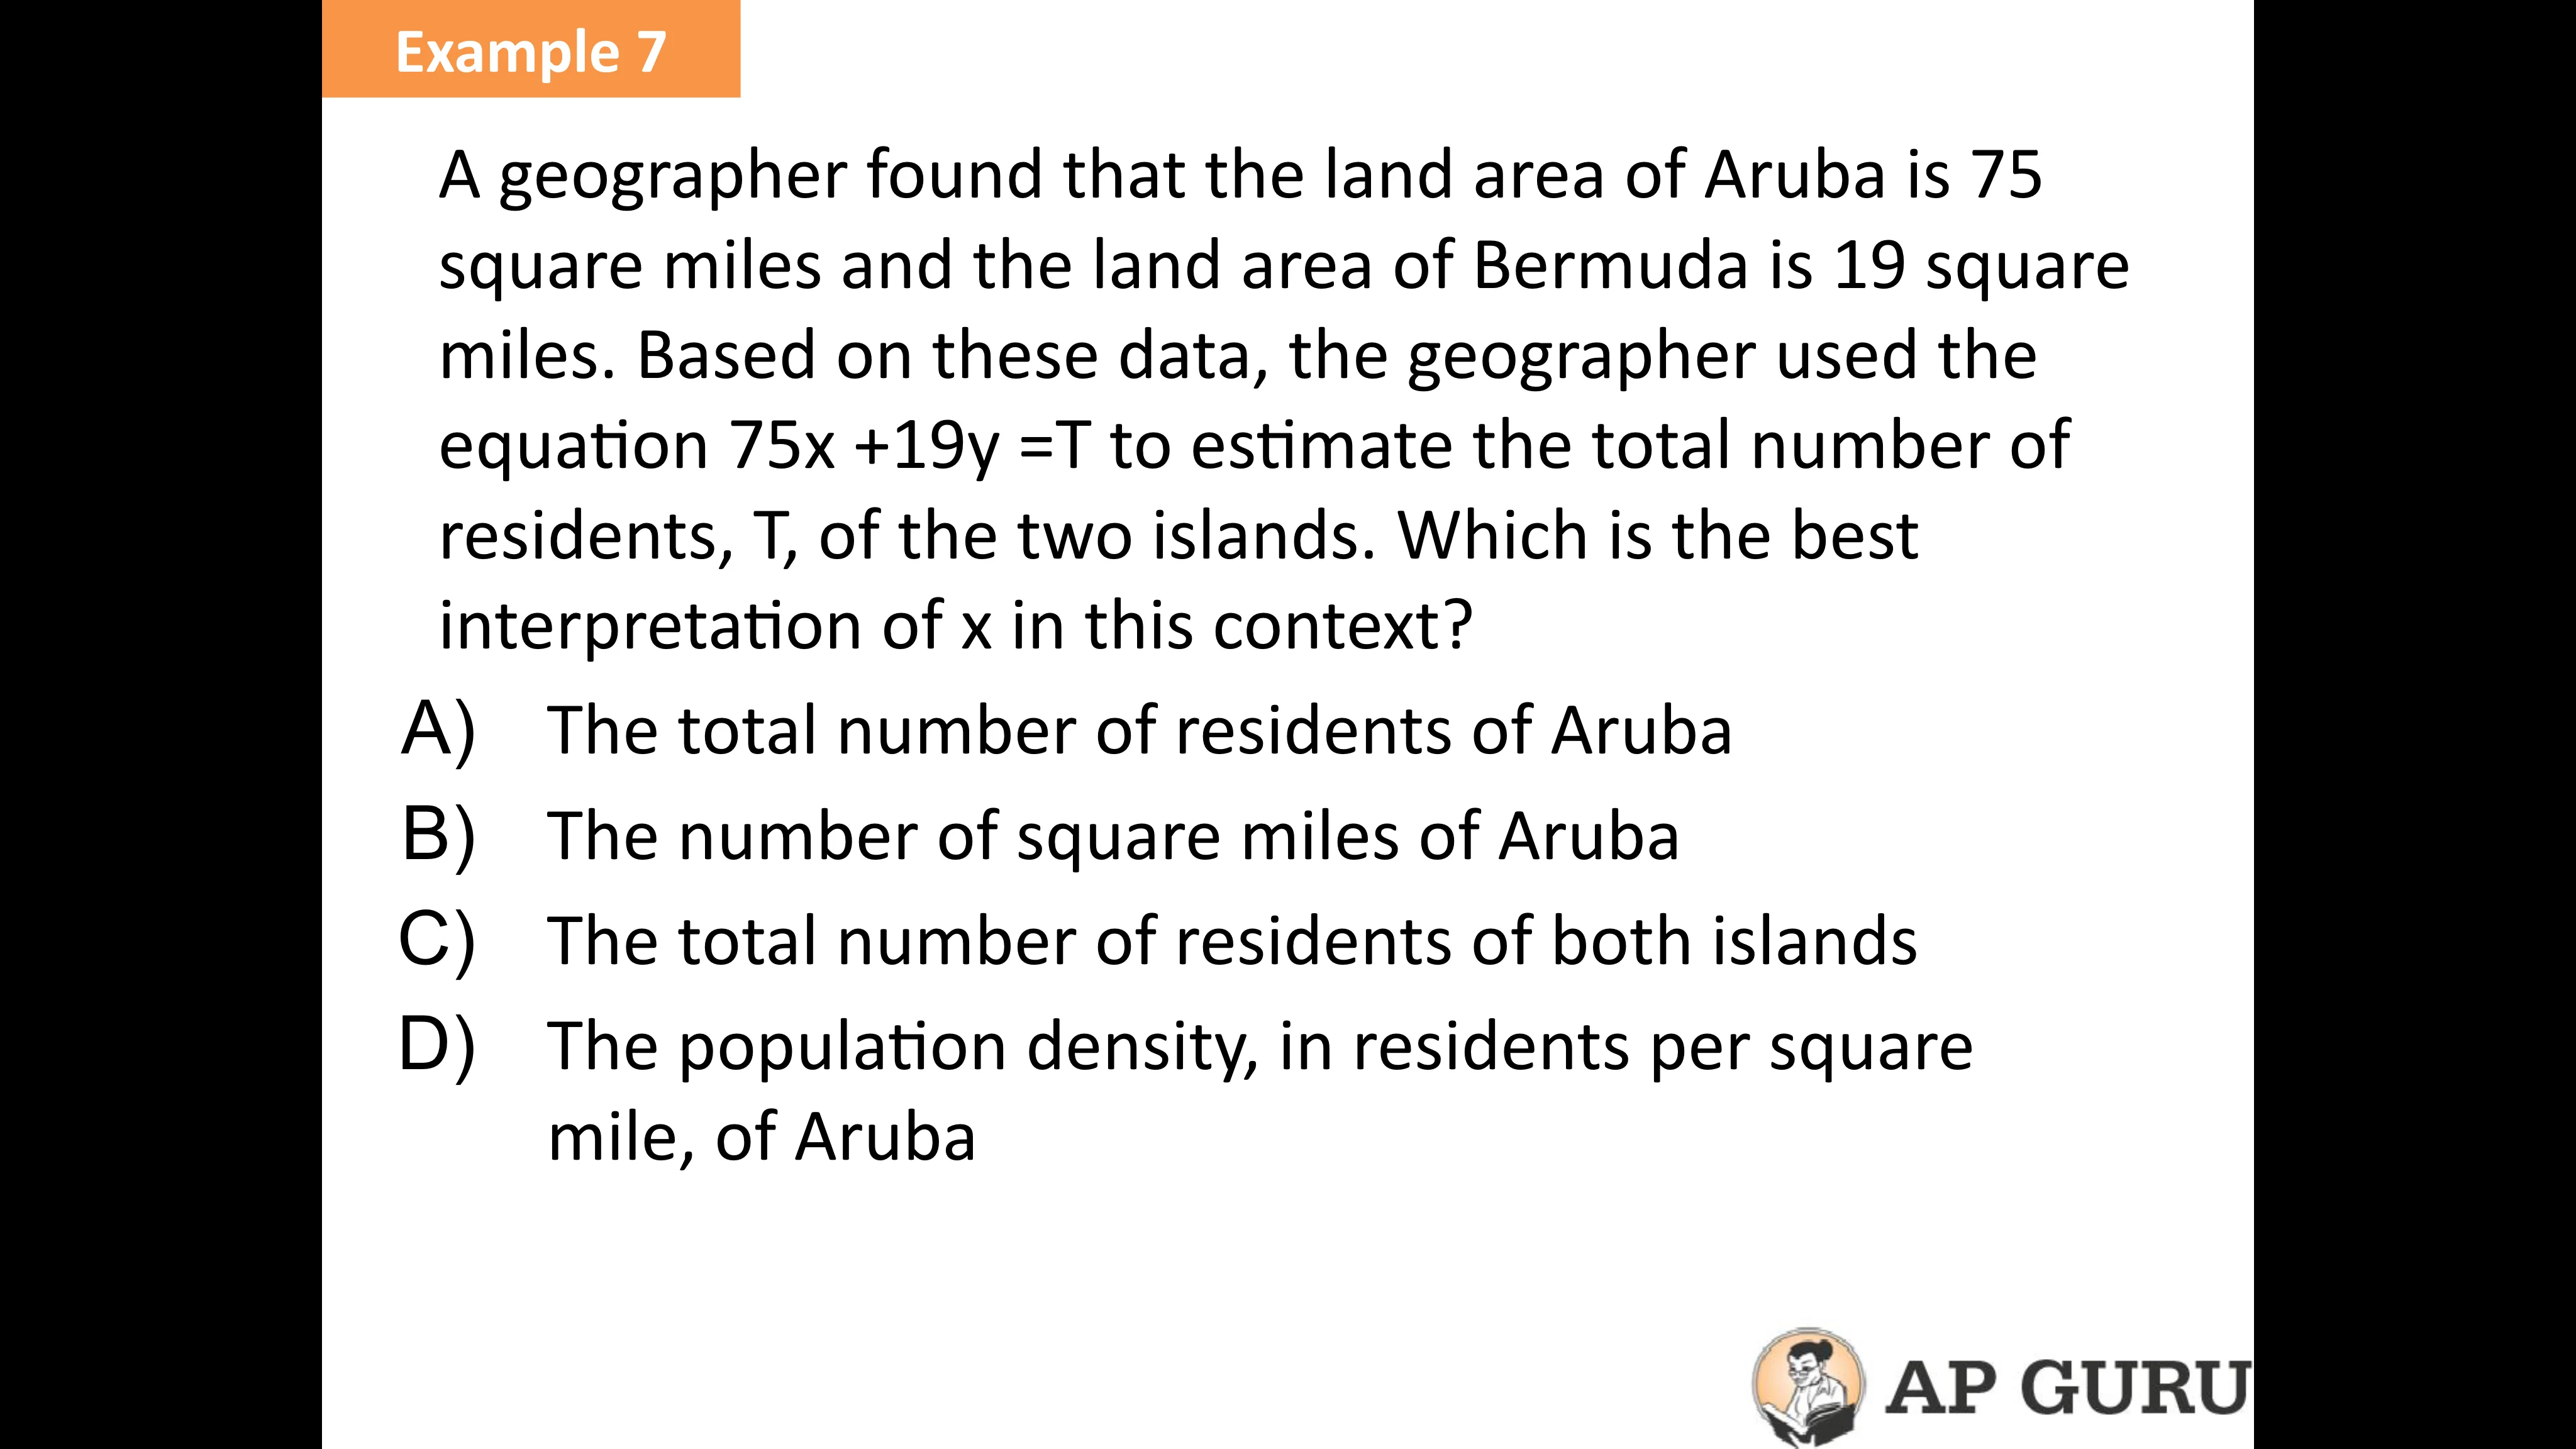 Example 7
A geographer found that the land area of Aruba is 75
square miles and the land area of Bermuda is 19 square
miles. Based on these data, the geographer used the
equation 75x +19y =T to estimate the total number of
residents, T, of the two islands. Which is the best
interpretation of x in this context?
A) The total number of residents of Aruba
B) The number of square miles of Aruba
C) The total number of residents of both islands
D) The population density, in residents per square
mile, of Aruba
AP GURU